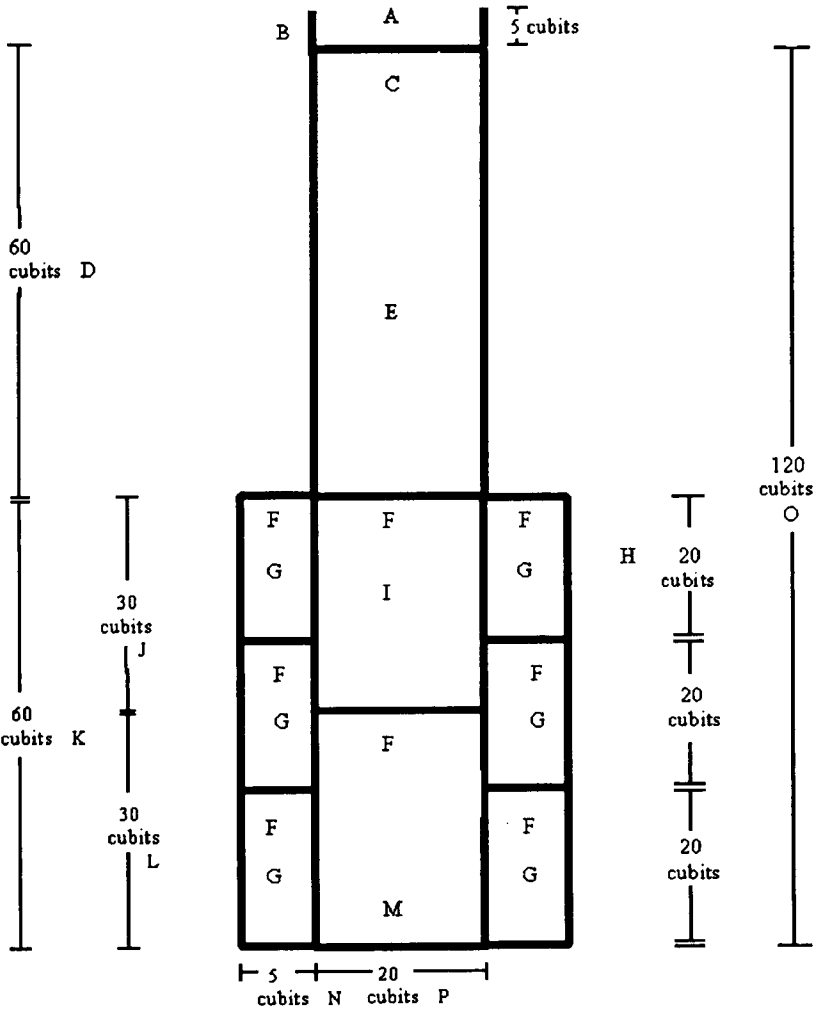 A
B
5 cubits
C
60
cubits D
E
120
cubits
O
F F F
H 20
cubits
G G
I
30
cubits
J
F F
20
cubits
G G
60
cubits K
F
30
cubits
L
F F
20
cubits
G G
M
5 20
cubits N cubits P